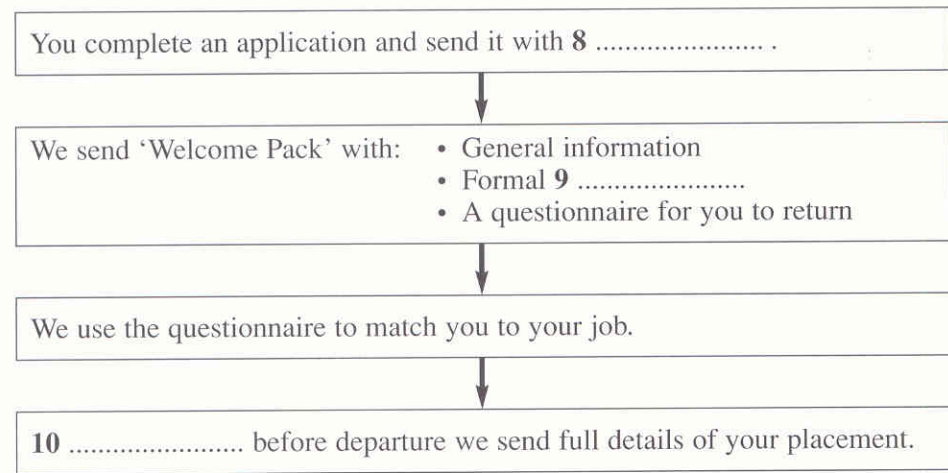 You complete an application and send it with 8 ........................ .
We send ‘Welcome Pack’ with: • General information
• Formal 9 ........................
• A questionnaire for you to return
We use the questionnaire to match you to your job.
10 ......................... before departure we send full details of your placement.